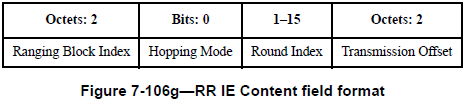 Octets: 2 Bits: 0 1–15 Octets: 2
Ranging Block Index Hopping Mode Round Index Transmission Offset
Figure 7-106g—RR IE Content field format